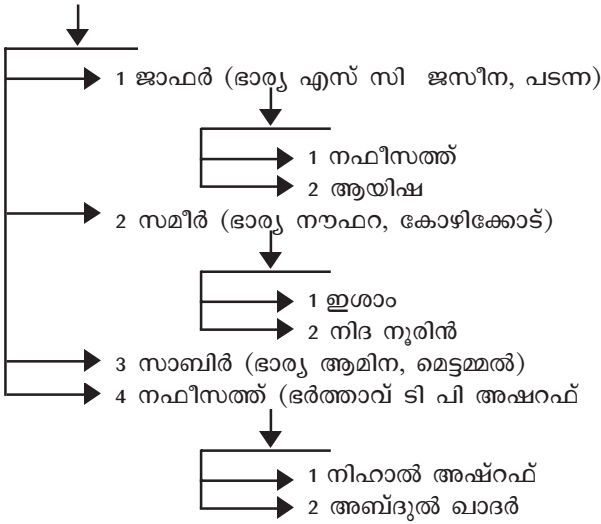 1 ജാഫർ (ഭാര്യ എസ് സി ജസീന, പടന്ന)
1 നഫീസത്ത്
2 ആയിഷ
2 സമീർ (ഭാര്യ നൗഫറ, കോഴിക്കോട്)
1 ഇശാം
2 നിദ നൂരിൻ
3 സാബിർ (ഭാര്യ ആമിന, മെട്ടമ്മൽ)
4 നഫീസത്ത് (ഭർത്താവ് ടി പി അഷറഫ്
1 നിഹാൽ അഷ്റഫ്
2 അബ്ദുൽ ഖാദർ